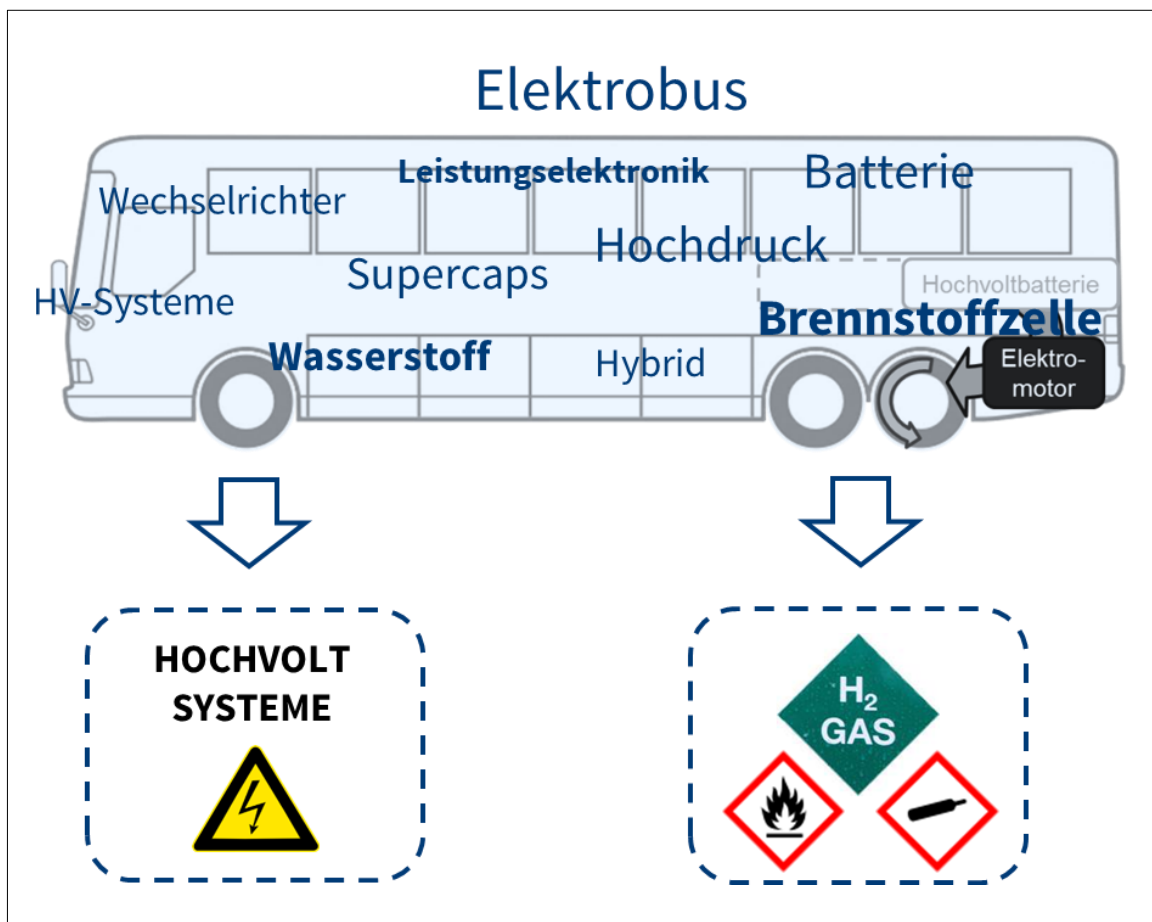 Elektrobus
Leistungselektronik
Batterie
Wechselrichter
Hochdruck
Supercaps
Hochvoltbatterie
HV-Systeme
Brennstoffzelle
Wasserstoff
Hybrid
Elektro-
motor
HOCHVOLT
SYSTEME
H₂
GAS